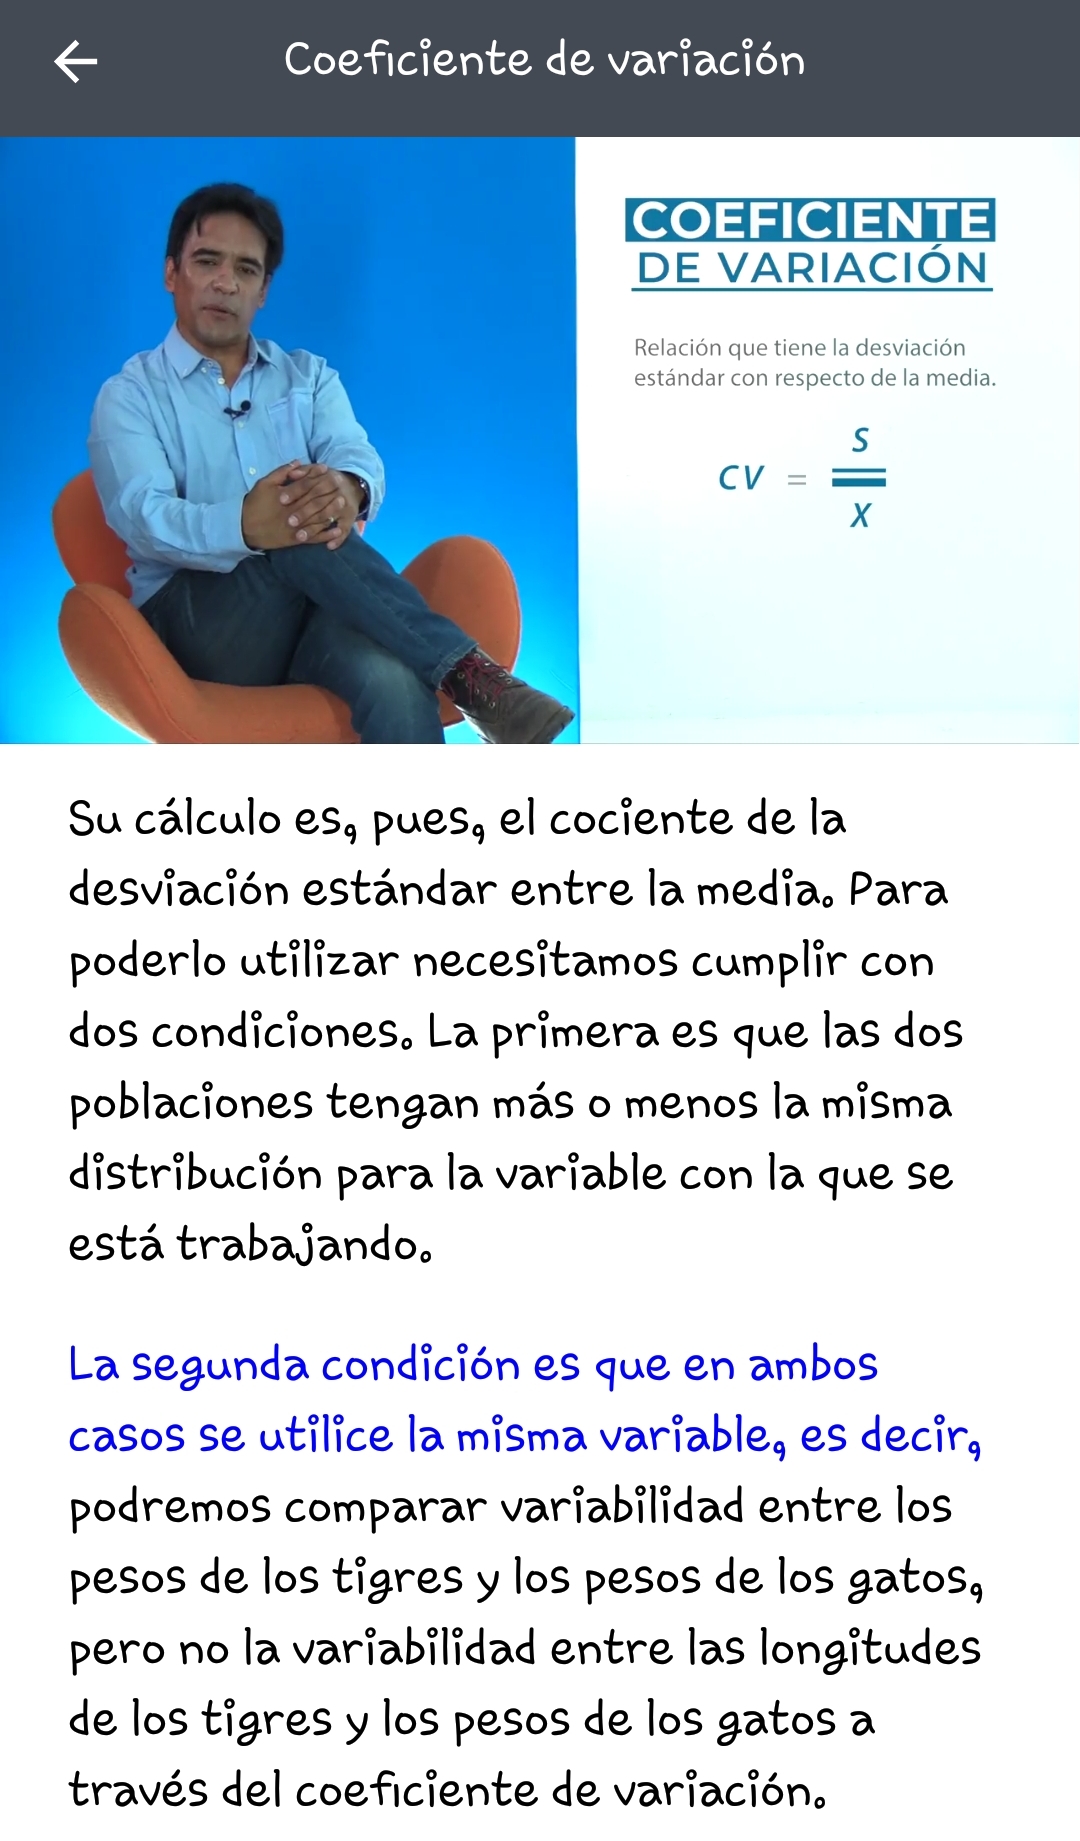 Coeficiente de variación
COEFICIENTE
DE VARIACIÓN
Relación que tiene la desviación
estándar con respecto de la media.
CV = S
X
Su cálculo es, pues, el cociente de la
desviación estándar entre la media. Para
poderlo utilizar necesitamos cumplir con
dos condiciones. La primera es que las dos
poblaciones tengan más o menos la misma
distribución para la variable con la que se
está trabajando.
La segunda condición es que en ambos
casos se utilice la misma variable, es decir,
podremos comparar variabilidad entre los
pesos de los tigres y los pesos de los gatos,
pero no la variabilidad entre las longitudes
de los tigres y los pesos de los gatos a
través del coeficiente de variación.